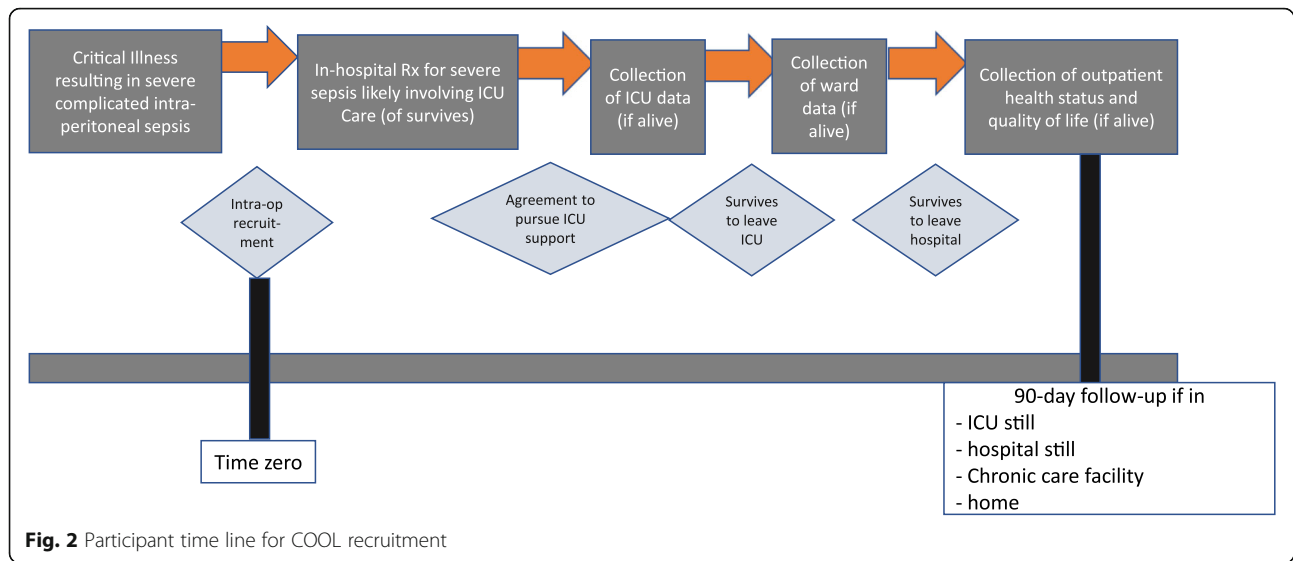 Critical Illness
resulting in severe
complicated intra-
peritoneal sepsis
In-hospital Rx for severe
sepsis likely involving ICU
Care (of survives)
Collection
of ICU data
(if alive)
Collection
of ward
data (if
alive)
Collection of outpatient
health status and
quality of life (if alive)
Intra-op
recruit-
ment
Agreement to
pursue ICU
support
Survives
to leave
ICU
Survives
to leave
hospital
Time zero
90-day follow-up if in
- ICU still
- hospital still
- Chronic care facility
- home
Fig. 2 Participant time line for COOL recruitment